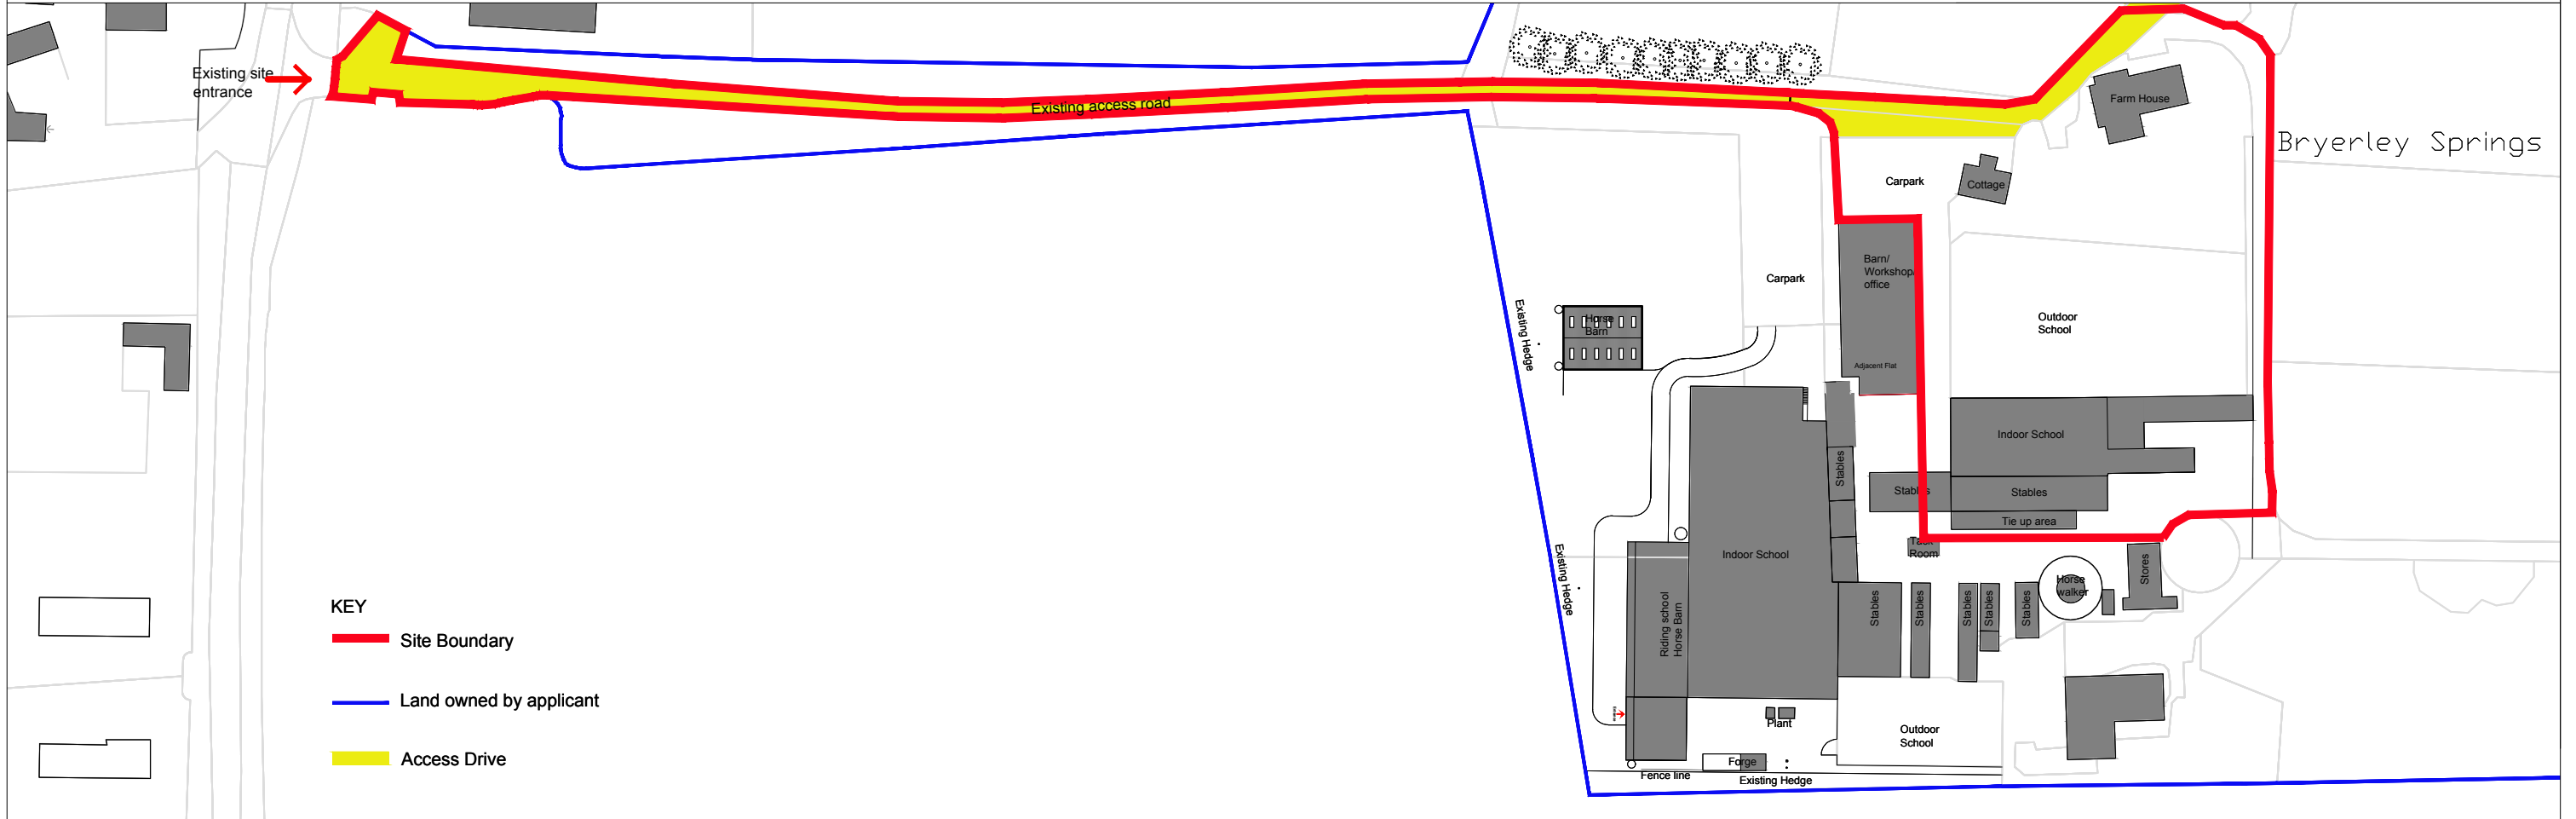 Existing site
entrance
Existing access road
Farm House
Bryerley Springs
Carpark
Cottage
Barn/
Workshop/
office
Adjacent Flat
Carpark
Outdoor
School
Horse
Barn
Existing Hedge
Indoor School
Stables
Stables
Stables
Tie up area
Tack
Room
Indoor School
Existing Hedge
Riding school
Horse Barn
Stables
Stables
Stables
Stables
Stables
Horse
walker
Stores
Plant
Outdoor
School
Forge
Fence line
Existing Hedge
KEY
Site Boundary
Land owned by applicant
Access Drive